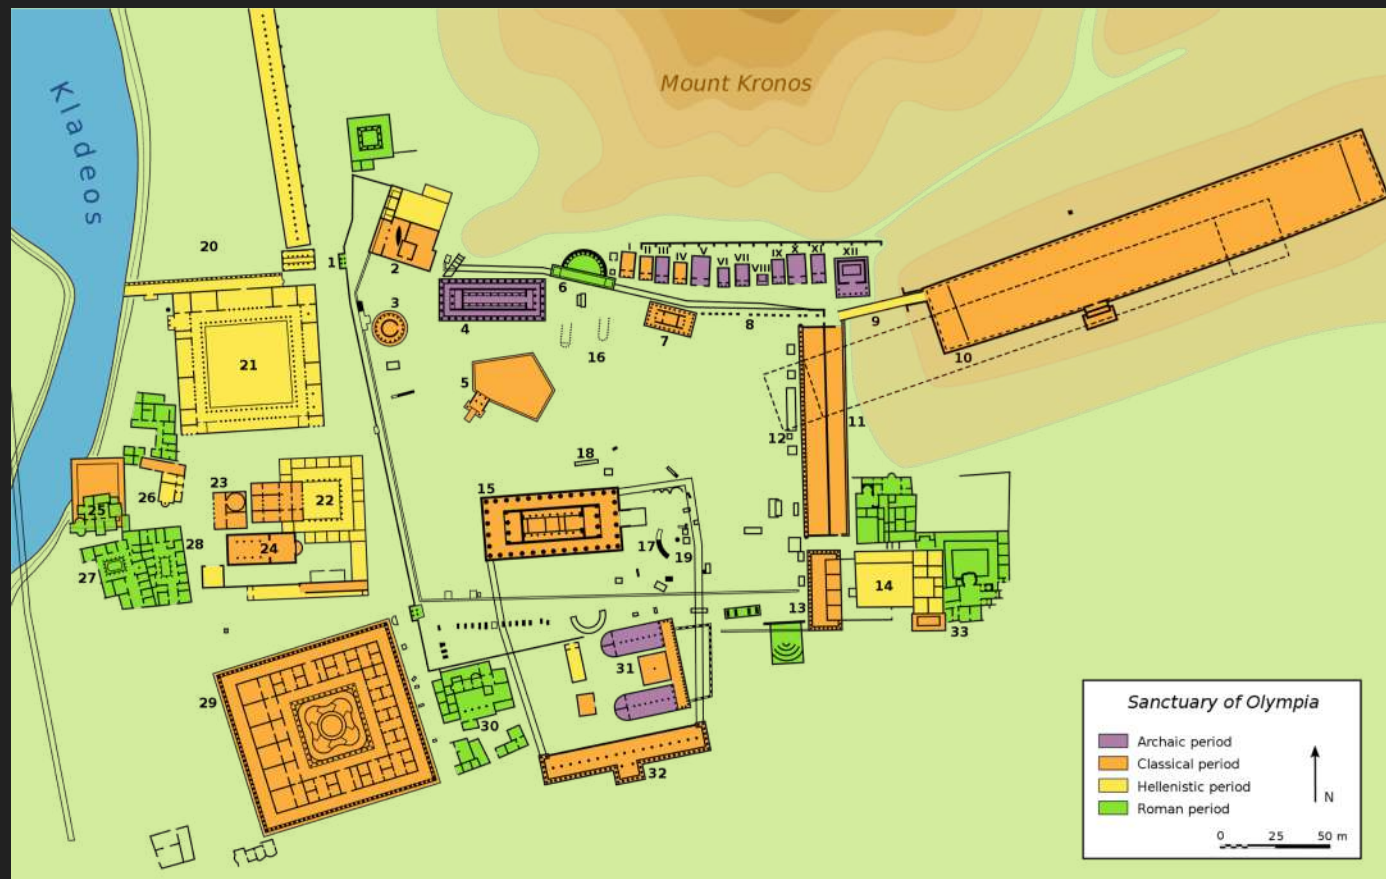 Mount Kronos
Kladeos
20
1
2
3
4
5
6
7
8
9
10
I
II
III
IV
V
VI
VII
VIII
IX
X
XI
XII
16
21
11
12
18
15
22
23
26
25
24
28
27
17
19
14
13
33
31
29
30
32
Sanctuary of Olympia
Archaic period
Classical period
Hellenistic period
Roman period
N
0 25 50 m